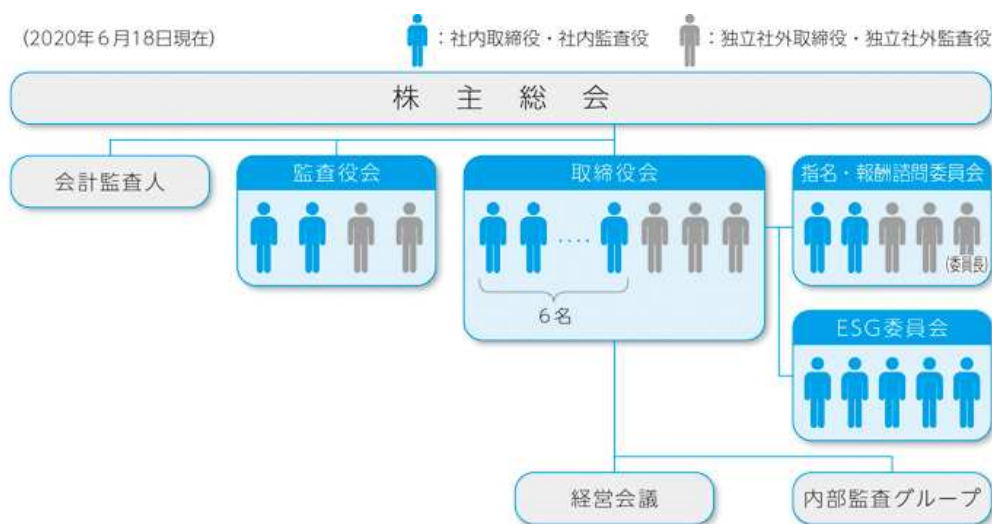 (2020年6月18日現在)
：社内取締役・社内監査役
：独立社外取締役・独立社外監査役
株主総会
会計監査人
監査役会
取締役会
指名・報酬諮問委員会
‥‥
(委員長)
6名
ESG委員会
経営会議
内部監査グループ